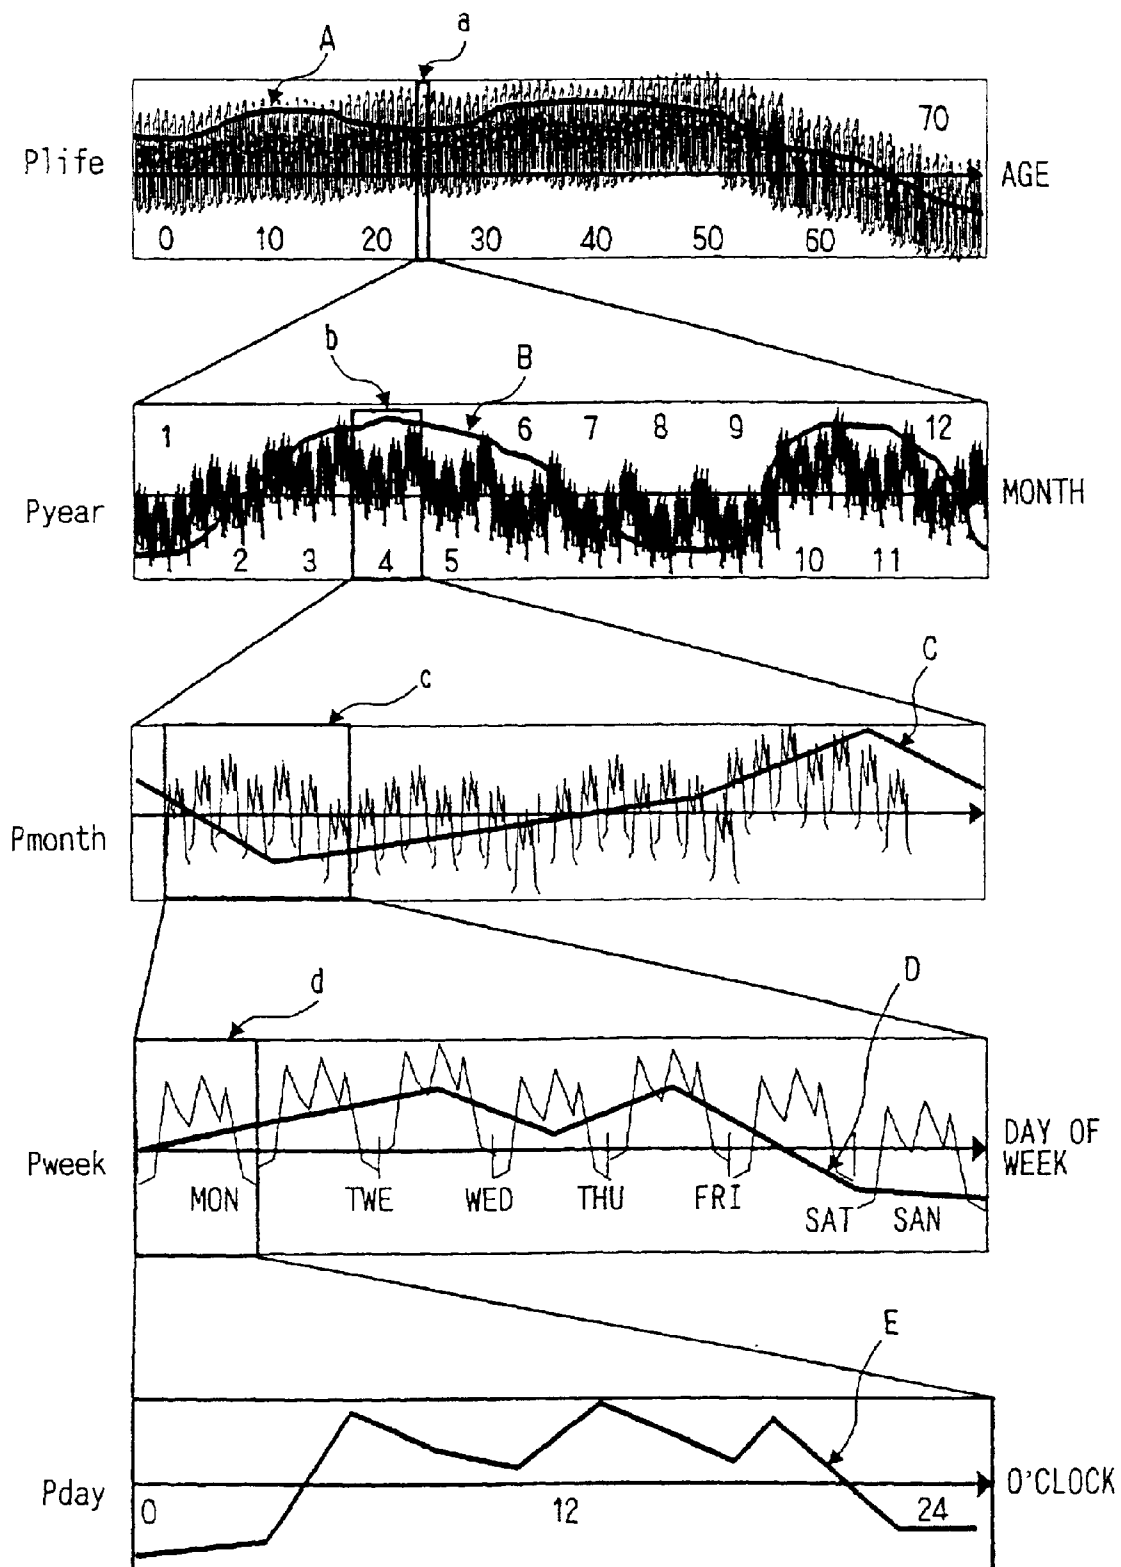 A a
70
Plife AGE
0 10 20 30 40 50 60
b B
1 6 7 8 9 12
Pyear MONTH
2 3 4 5 10 11
c C
Pmonth
d D
Pweek DAY OF
WEEK
MON TWE WED THU FRI SAT SAN
E
Pday O'CLOCK
0 12 24